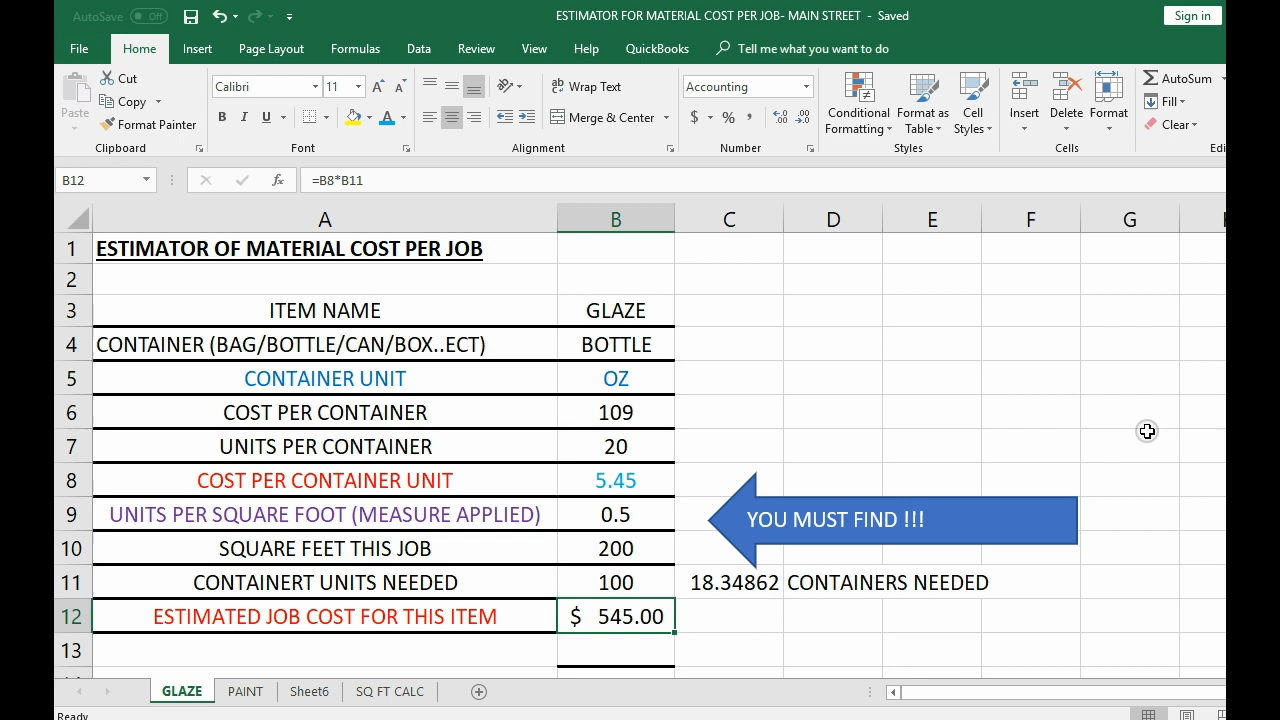 AutoSave Off
ESTIMATOR FOR MATERIAL COST PER JOB- MAIN STREET - Saved
Sign in
File Home Insert Page Layout Formulas Data Review View Help QuickBooks Tell me what you want to do
Paste
Cut
Copy
Format Painter
Clipboard
Calibri 11
B I U
Font
Wrap Text
Merge & Center
Alignment
Accounting
$ % ,
Number
Conditional Formatting
Format as Table
Cell Styles
Styles
Insert Delete Format
Cells
AutoSum
Fill
Clear
B12 fx =B8*B11
A B C D E F G
1 ESTIMATOR OF MATERIAL COST PER JOB
2
3 ITEM NAME GLAZE
4 CONTAINER (BAG/BOTTLE/CAN/BOX..ECT) BOTTLE
5 CONTAINER UNIT OZ
6 COST PER CONTAINER 109
7 UNITS PER CONTAINER 20
8 COST PER CONTAINER UNIT 5.45
9 UNITS PER SQUARE FOOT (MEASURE APPLIED) 0.5 YOU MUST FIND !!!
10 SQUARE FEET THIS JOB 200
11 CONTAINERT UNITS NEEDED 100 18.34862 CONTAINERS NEEDED
12 ESTIMATED JOB COST FOR THIS ITEM $ 545.00
13
GLAZE PAINT Sheet6 SQ FT CALC
Ready